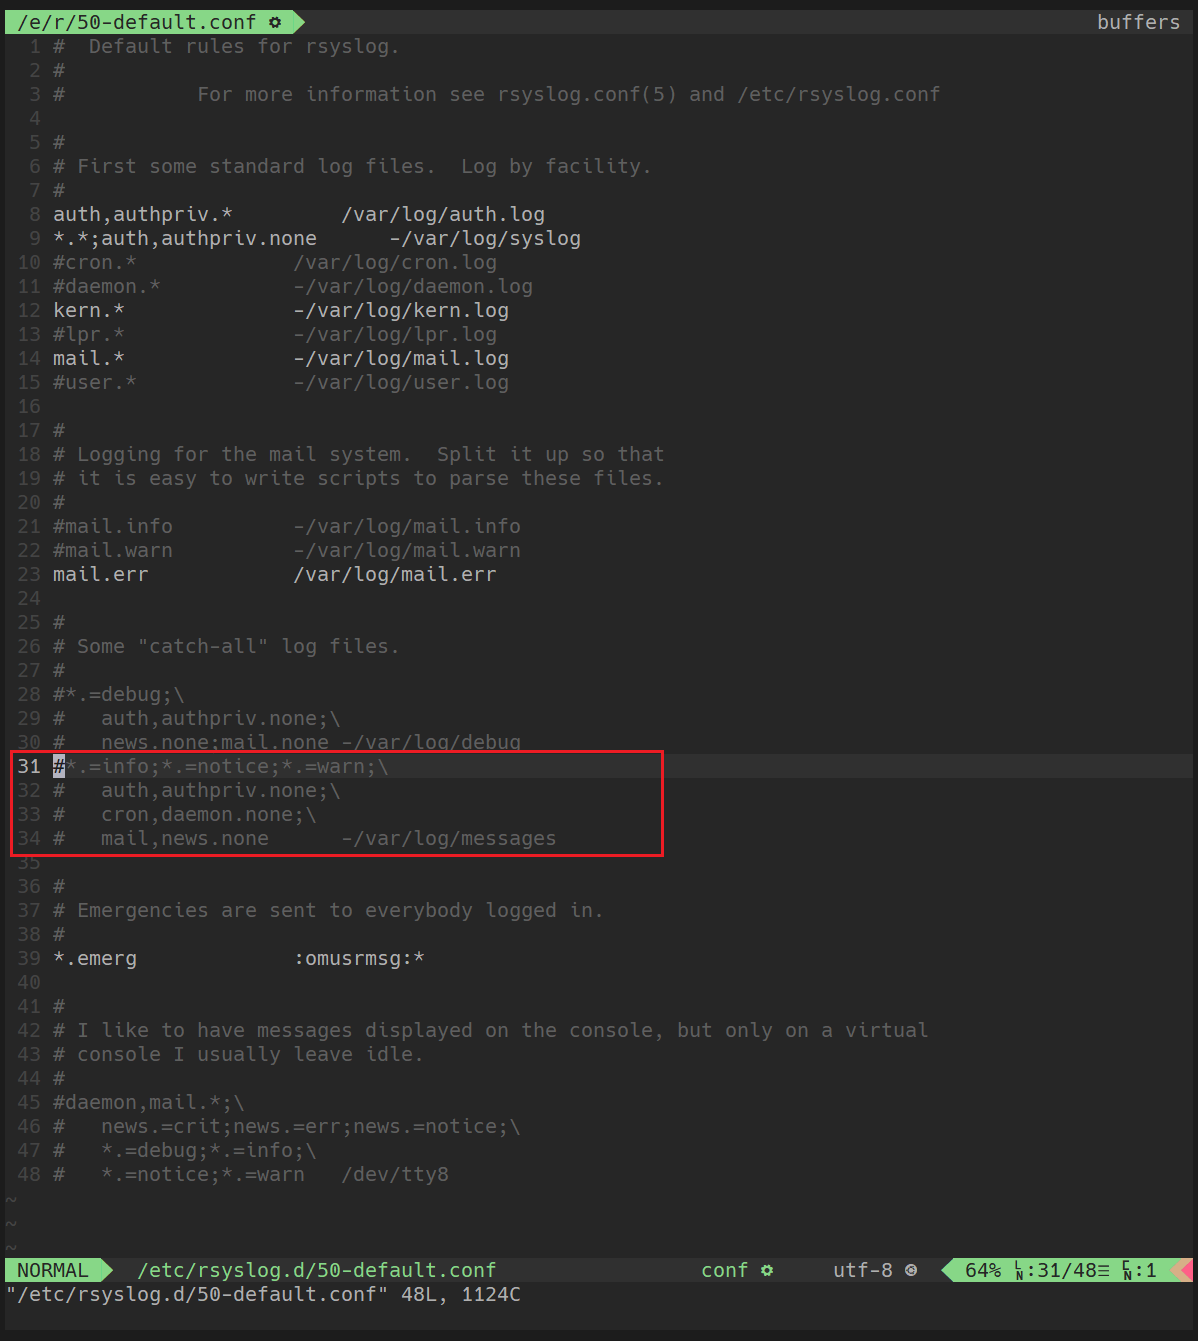 /e/r/50-default.conf
buffers
1 #  Default rules for rsyslog.
2 #
3 #           For more information see rsyslog.conf(5) and /etc/rsyslog.conf
4
5 #
6 # First some standard log files.  Log by facility.
7 #
8 auth,authpriv.*         /var/log/auth.log
9 *.*;auth,authpriv.none      -/var/log/syslog
10 #cron.*             /var/log/cron.log
11 #daemon.*           -/var/log/daemon.log
12 kern.*              -/var/log/kern.log
13 #lpr.*              -/var/log/lpr.log
14 mail.*              -/var/log/mail.log
15 #user.*             -/var/log/user.log
16
17 #
18 # Logging for the mail system.  Split it up so that
19 # it is easy to write scripts to parse these files.
20 #
21 #mail.info          -/var/log/mail.info
22 #mail.warn          -/var/log/mail.warn
23 mail.err            /var/log/mail.err
24
25 #
26 # Some "catch-all" log files.
27 #
28 #*.=debug;\
29 #   auth,authpriv.none;\
30 #   news.none;mail.none -/var/log/debug
31 #*.=info;*.=notice;*.=warn;\
32 #   auth,authpriv.none;\
33 #   cron,daemon.none;\
34 #   mail,news.none      -/var/log/messages
35
36 #
37 # Emergencies are sent to everybody logged in.
38 #
39 *.emerg             :omusrmsg:*
40
41 #
42 # I like to have messages displayed on the console, but only on a virtual
43 # console I usually leave idle.
44 #
45 #daemon,mail.*;\
46 #   news.=crit;news.=err;news.=notice;\
47 #   *.=debug;*.=info;\
48 #   *.=notice;*.=warn   /dev/tty8
~
~
~
NORMAL /etc/rsyslog.d/50-default.conf conf utf-8 64% LN:31/48☰ CN:1
"/etc/rsyslog.d/50-default.conf" 48L, 1124C